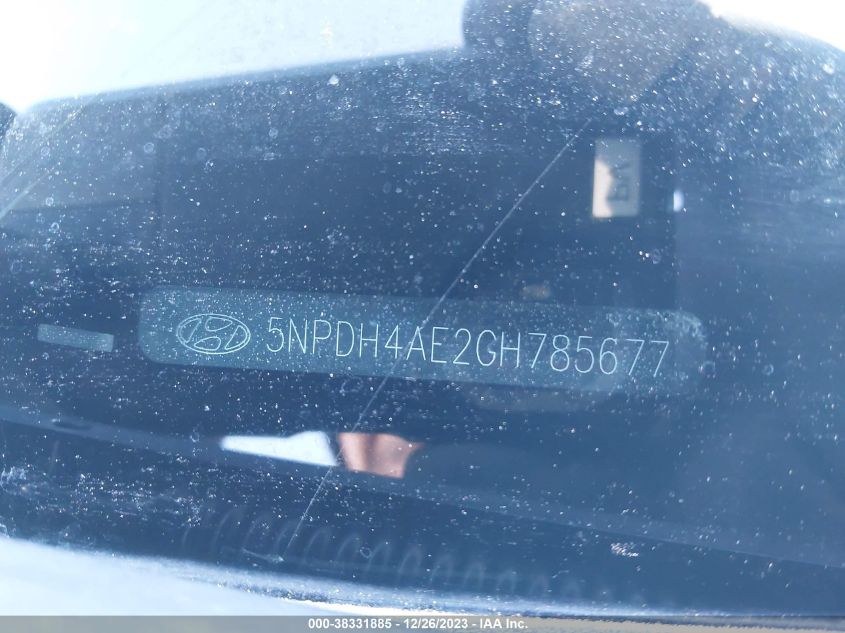 5NPDH4AE2GH785677
000-38331885 - 12/26/2023 - IAA Inc.